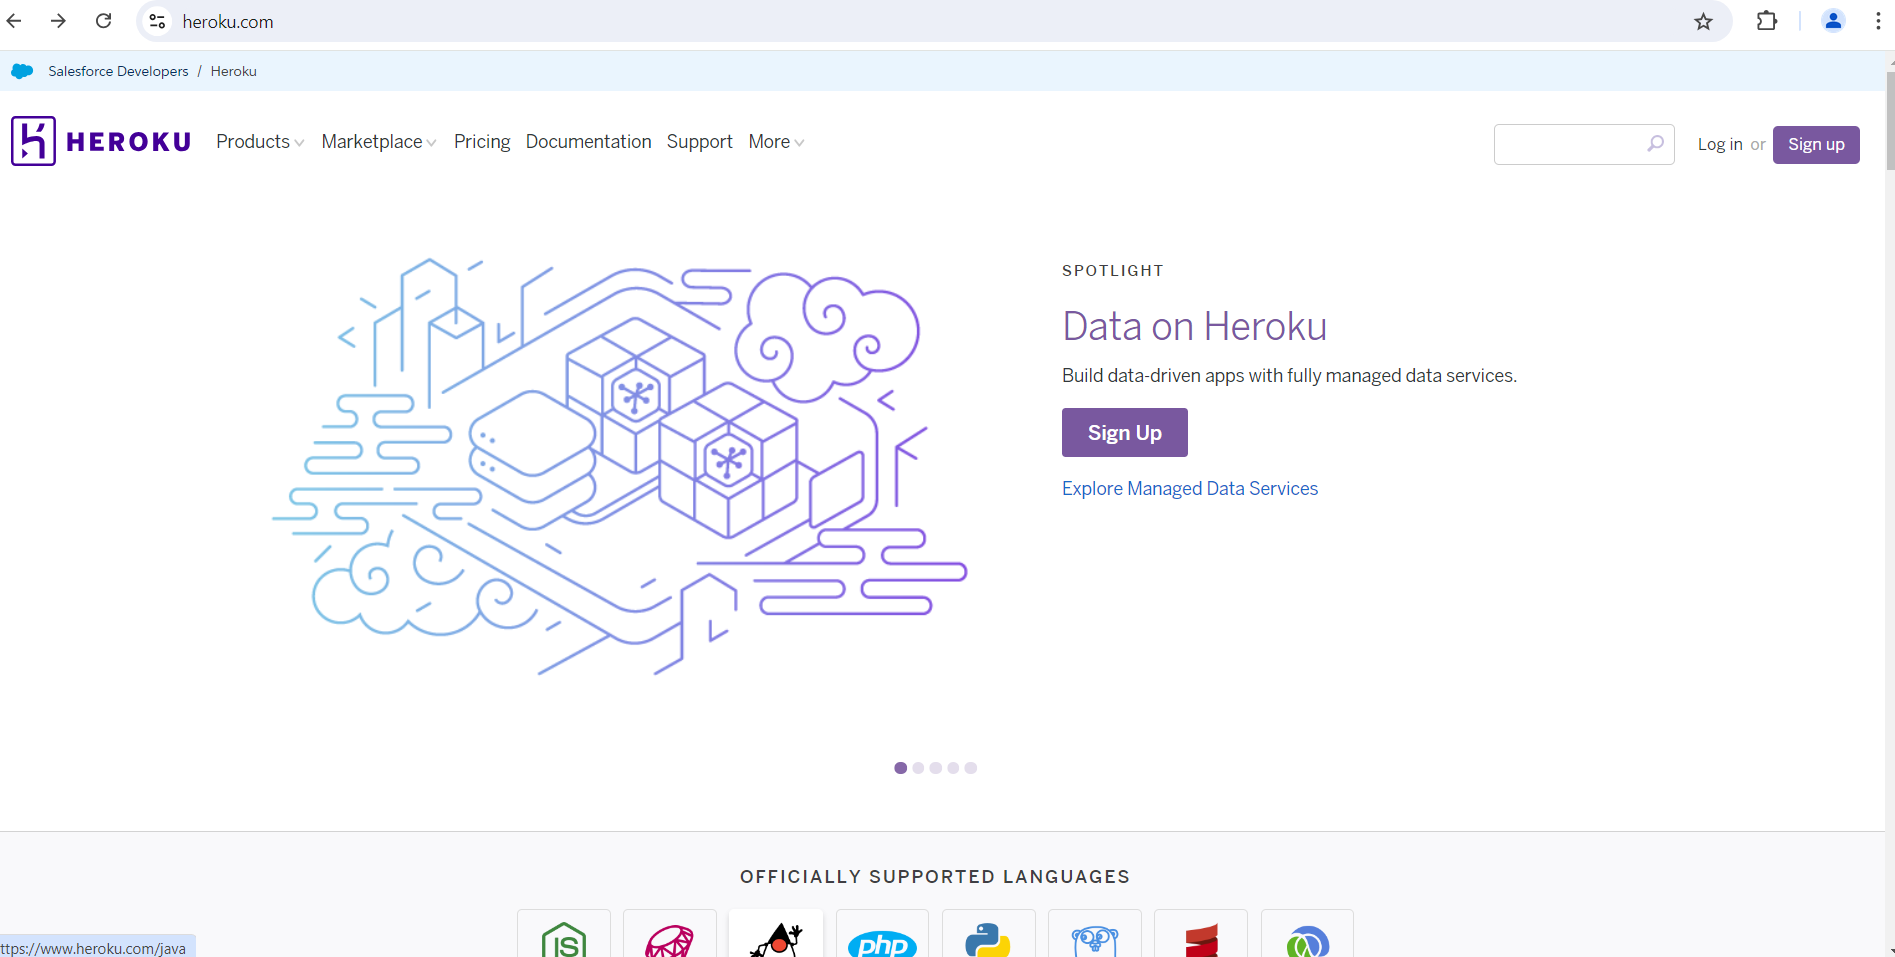 heroku.com
Salesforce Developers / Heroku
HEROKU Products Marketplace Pricing Documentation Support More Log in or Sign up
SPOTLIGHT
Data on Heroku
Build data-driven apps with fully managed data services.
Sign Up
Explore Managed Data Services
OFFICIALLY SUPPORTED LANGUAGES
JS php
ttps://www.heroku.com/java